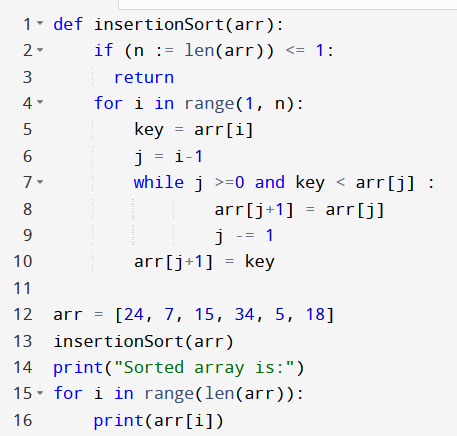 1 def insertionSort(arr):
2     if (n := len(arr)) <= 1:
3       return
4     for i in range(1, n):
5         key = arr[i]
6         j = i-1
7         while j >=0 and key < arr[j] :
8                 arr[j+1] = arr[j]
9                 j -= 1
10         arr[j+1] = key
11
12 arr = [24, 7, 15, 34, 5, 18]
13 insertionSort(arr)
14 print("Sorted array is:")
15 for i in range(len(arr)):
16     print(arr[i])